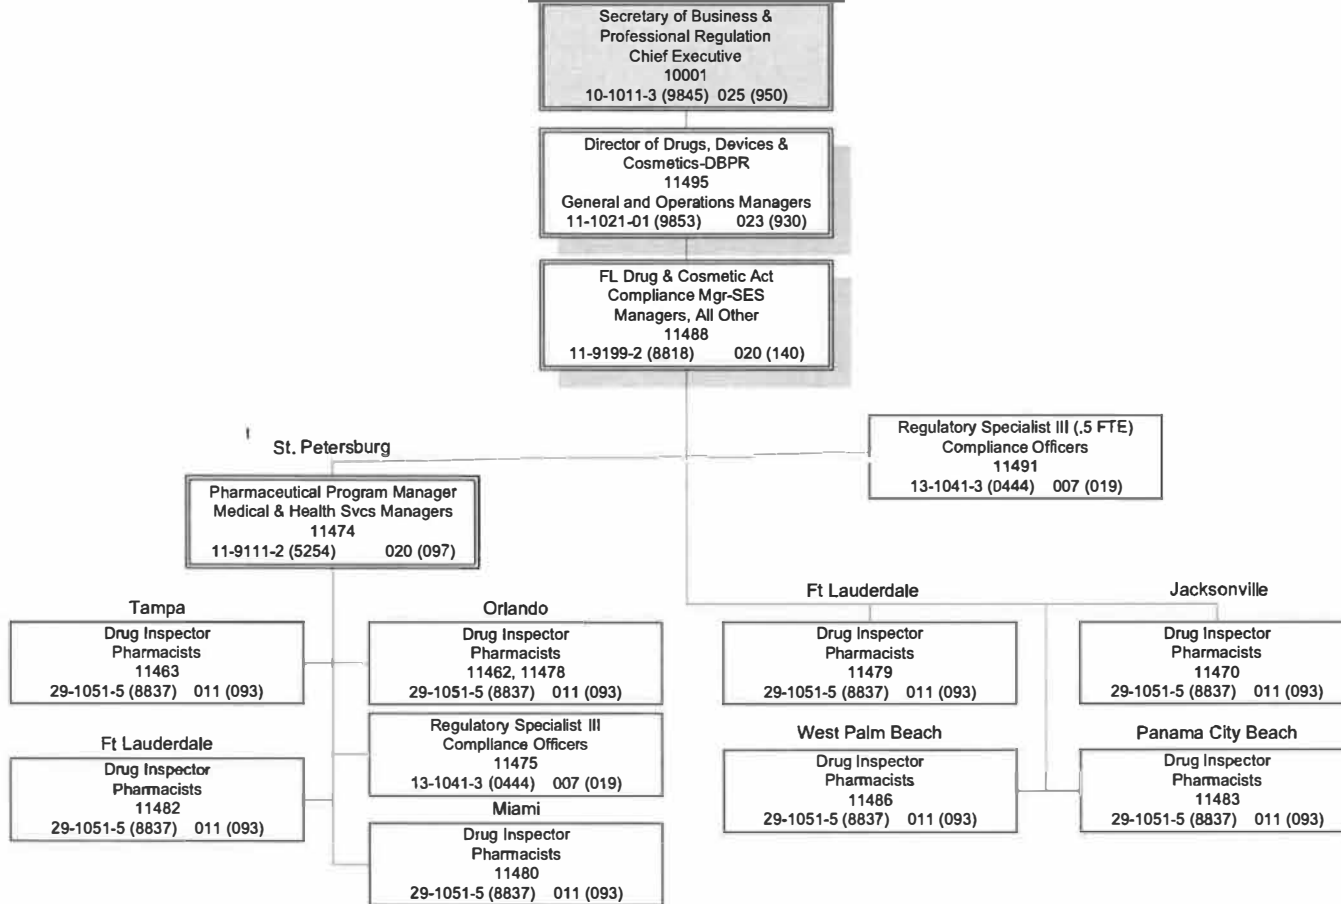 Secretary of Business &
Professional Regulation
Chief Executive
10001
10-1011-3 (9845) 025 (950)
Director of Drugs, Devices &
Cosmetics-DBPR
11495
General and Operations Managers
11-1021-01 (9853) 023 (930)
FL Drug & Cosmetic Act
Compliance Mgr-SES
Managers, All Other
11488
11-9199-2 (8818) 020 (140)
Regulatory Specialist III (.5 FTE)
Compliance Officers
11491
13-1041-3 (0444) 007 (019)
St. Petersburg
Pharmaceutical Program Manager
Medical & Health Svcs Managers
11474
11-9111-2 (5254) 020 (097)
Tampa
Drug Inspector
Pharmacists
11463
29-1051-5 (8837) 011 (093)
Orlando
Drug Inspector
Pharmacists
11462, 11478
29-1051-5 (8837) 011 (093)
Regulatory Specialist III
Compliance Officers
11475
13-1041-3 (0444) 007 (019)
Ft Lauderdale
Drug Inspector
Pharmacists
11482
29-1051-5 (8837) 011 (093)
Miami
Drug Inspector
Pharmacists
11480
29-1051-5 (8837) 011 (093)
Ft Lauderdale
Drug Inspector
Pharmacists
11479
29-1051-5 (8837) 011 (093)
Jacksonville
Drug Inspector
Pharmacists
11470
29-1051-5 (8837) 011 (093)
West Palm Beach
Drug Inspector
Pharmacists
11486
29-1051-5 (8837) 011 (093)
Panama City Beach
Drug Inspector
Pharmacists
11483
29-1051-5 (8837) 011 (093)